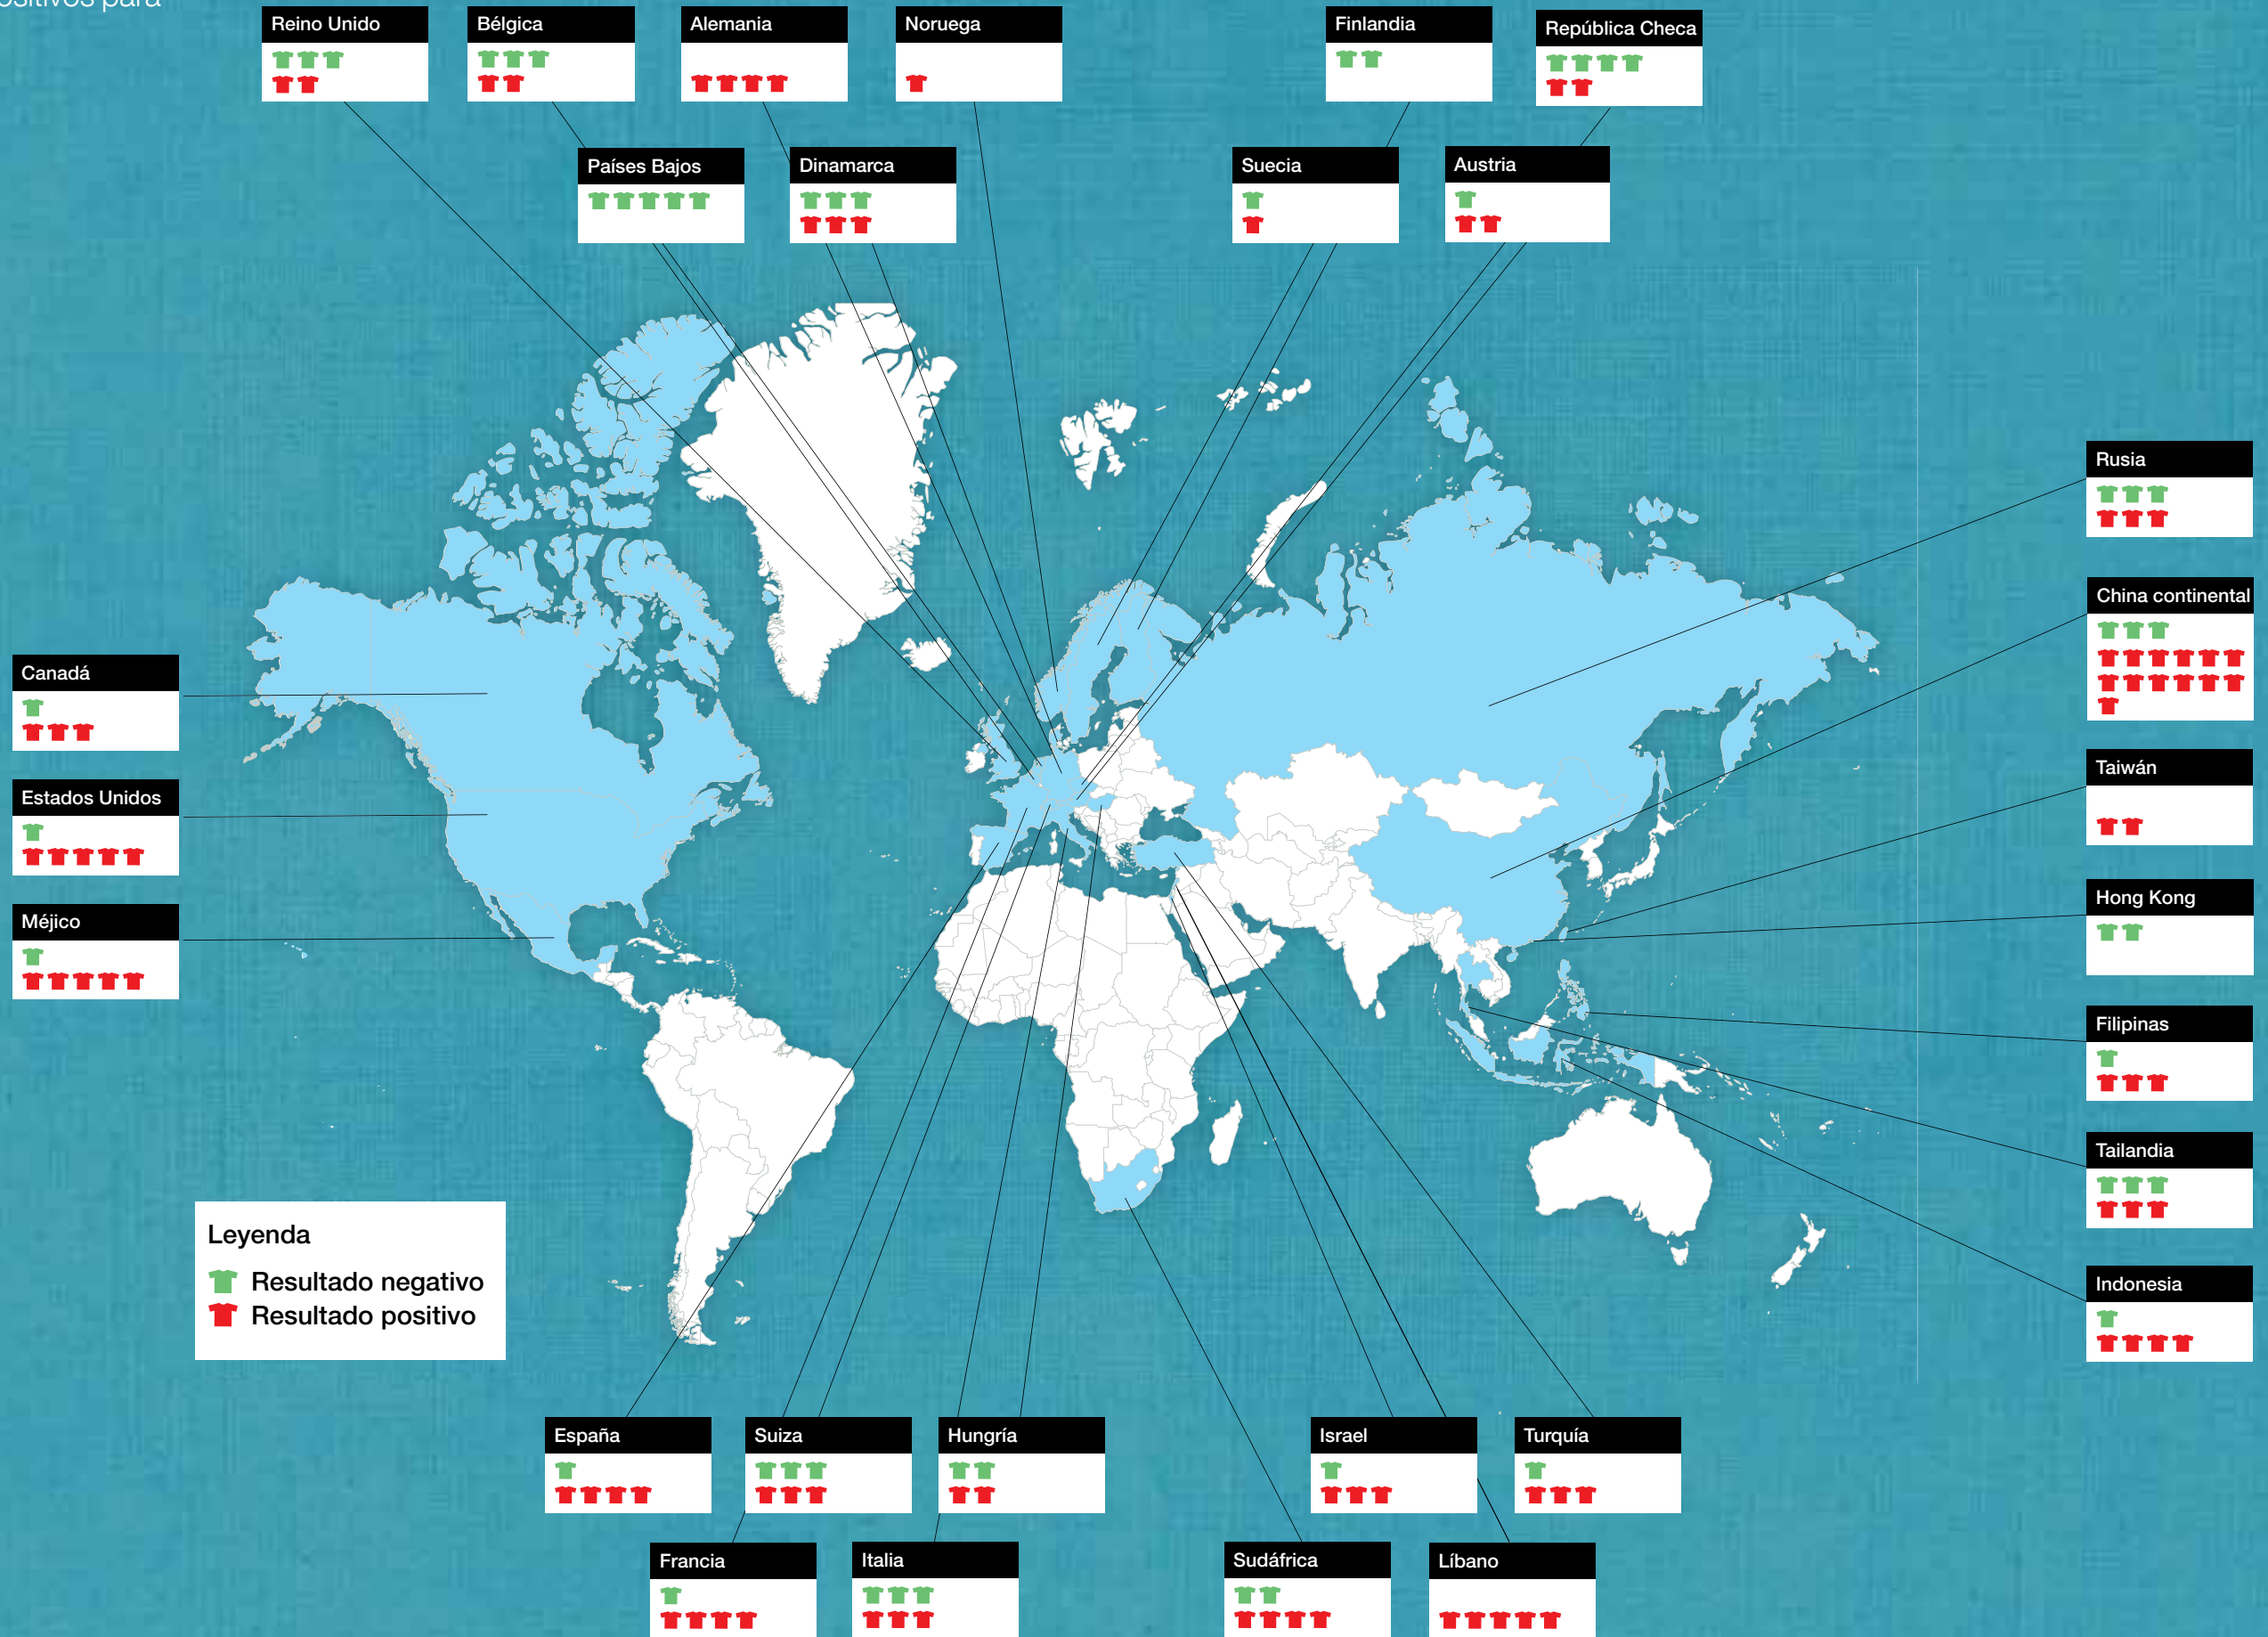 Reino Unido
Bélgica
Alemania
Noruega
Finlandia
República Checa
Países Bajos
Dinamarca
Suecia
Austria
Rusia
China continental
Canadá
Taiwán
Estados Unidos
Hong Kong
Méjico
Filipinas
Tailandia
Leyenda
Resultado negativo
Resultado positivo
Indonesia
España
Suiza
Hungría
Israel
Turquía
Francia
Italia
Sudáfrica
Líbano